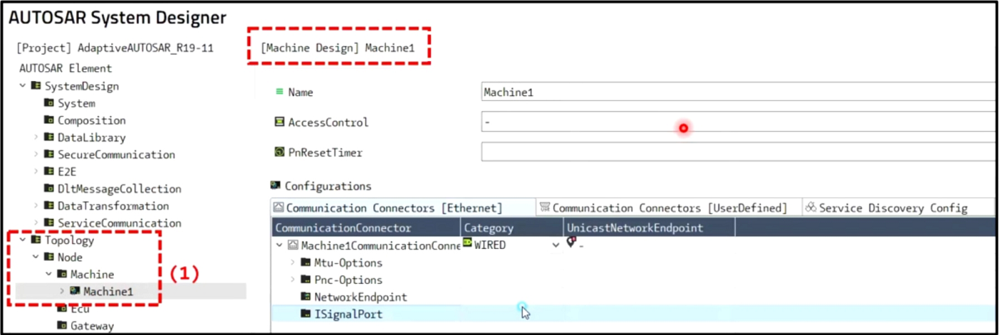 AUTOSAR System Designer
[Project] AdaptiveAUTOSAR_R19-11
AUTOSAR Element
SystemDesign
System
Composition
DataLibrary
SecureCommunication
E2E
DltMessageCollection
DataTransformation
ServiceCommunication
Topology
Node
Machine
Machine1
(1)
Ecu
Gateway
[Machine Design] Machine1
Name Machine1
AccessControl -
PnResetTimer
Configurations
Communication Connectors [Ethernet] Communication Connectors [UserDefined] Service Discovery Config
CommunicationConnector Category UnicastNetworkEndpoint
Machine1CommunicationConne WIRED -
Mtu-Options
Pnc-Options
NetworkEndpoint
ISignalPort